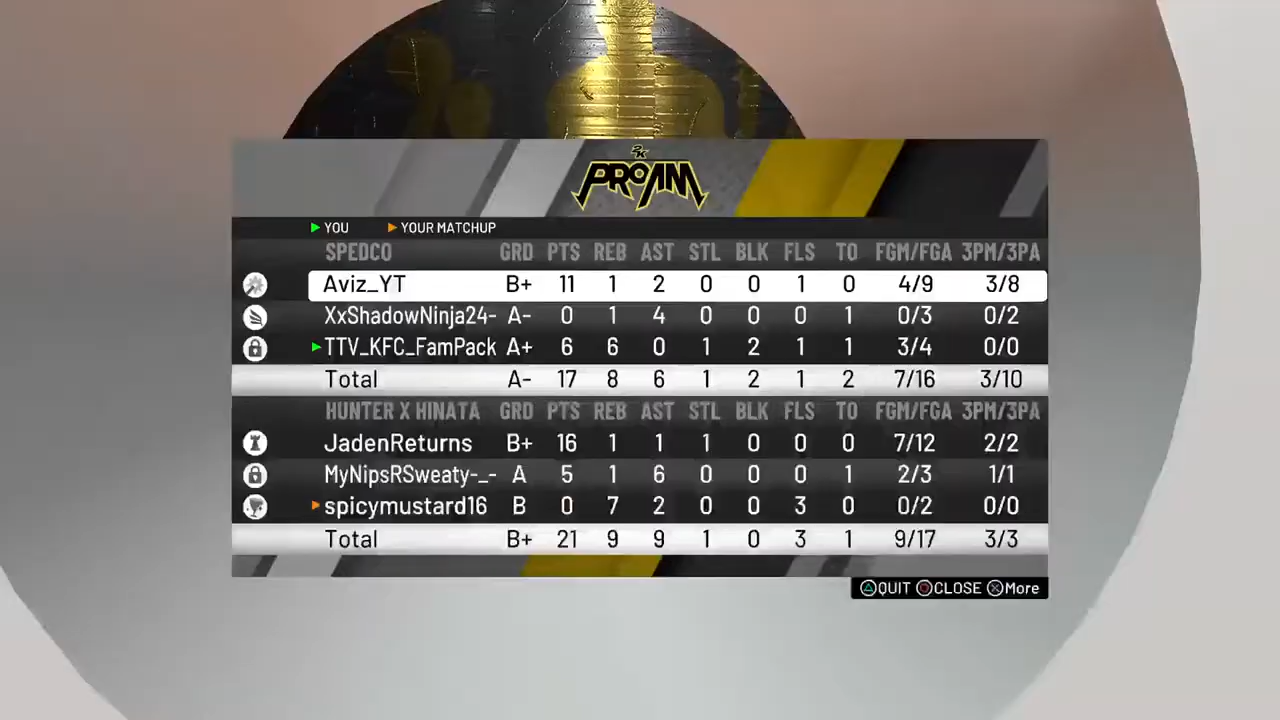 2K
PROAM
YOU YOUR MATCHUP
SPEDCO GRD PTS REB AST STL BLK FLS TO FGM/FGA 3PM/3PA
Aviz_YT B+ 11 1 2 0 0 1 0 4/9 3/8
XxShadowNinja24- A- 0 1 4 0 0 0 1 0/3 0/2
TTV_KFC_FamPack A+ 6 6 0 1 2 1 1 3/4 0/0
Total A- 17 8 6 1 2 1 2 7/16 3/10
HUNTER X HINATA GRD PTS REB AST STL BLK FLS TO FGM/FGA 3PM/3PA
JadenReturns B+ 16 1 1 1 0 0 0 7/12 2/2
MyNipsRSweaty-_- A 5 1 6 0 0 0 1 2/3 1/1
spicymustard16 B 0 7 2 0 0 3 0 0/2 0/0
Total B+ 21 9 9 1 0 3 1 9/17 3/3
QUIT CLOSE More